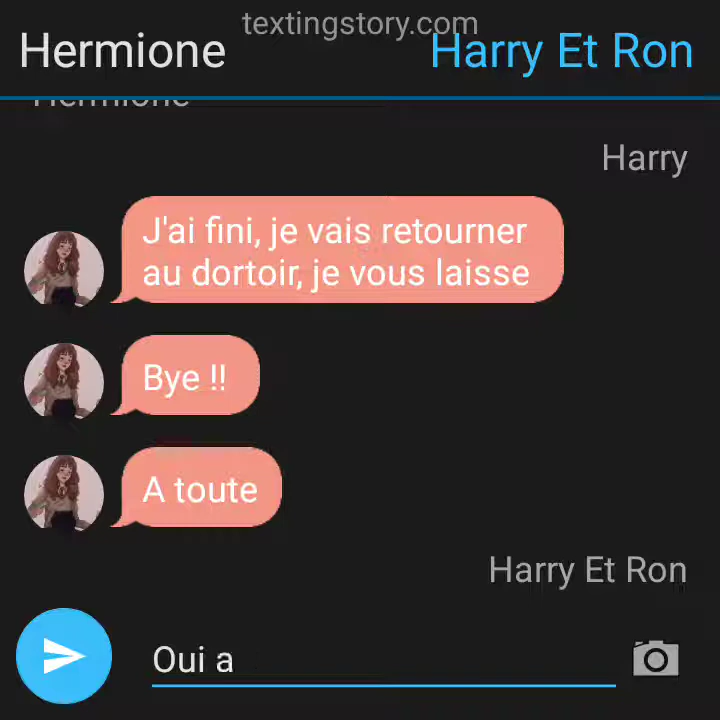 textingstory.com
Hermione
Harry Et Ron
Hermione
Harry
J'ai fini, je vais retourner
au dortoir, je vous laisse
Bye !!
A toute
Harry Et Ron
Oui a